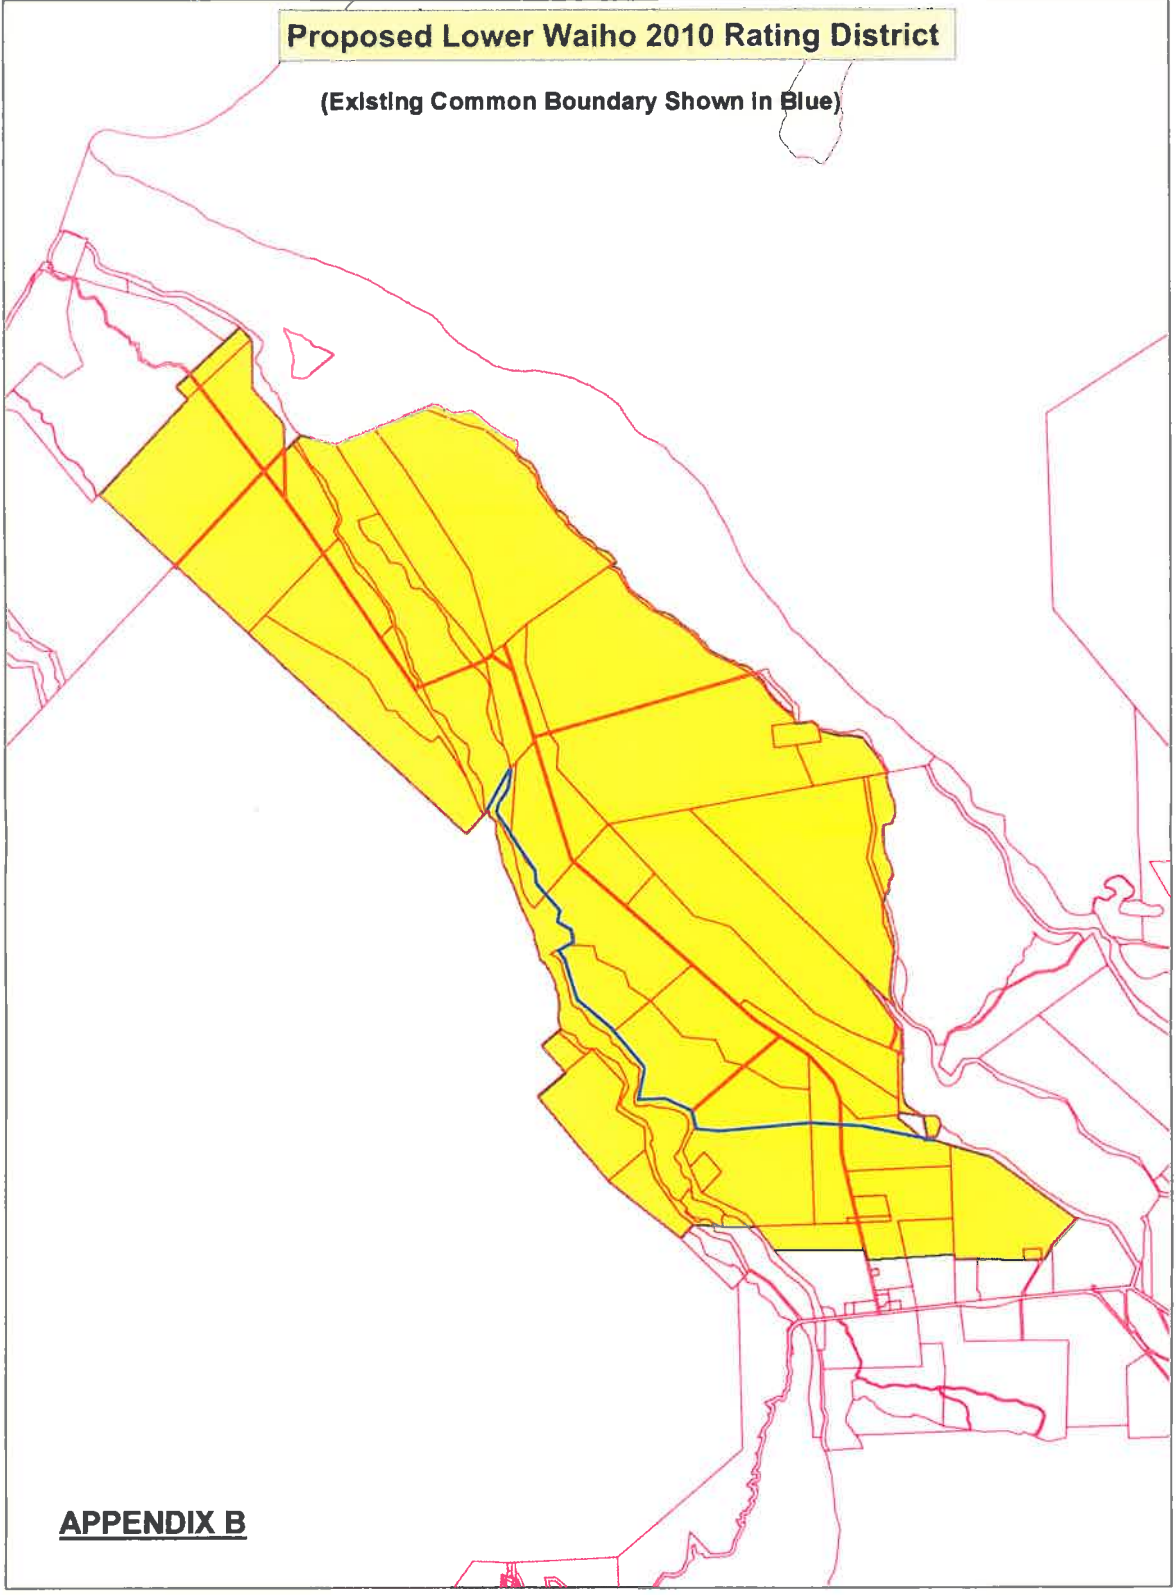 Proposed Lower Waiho 2010 Rating District
(Existing Common Boundary Shown in Blue)
APPENDIX B